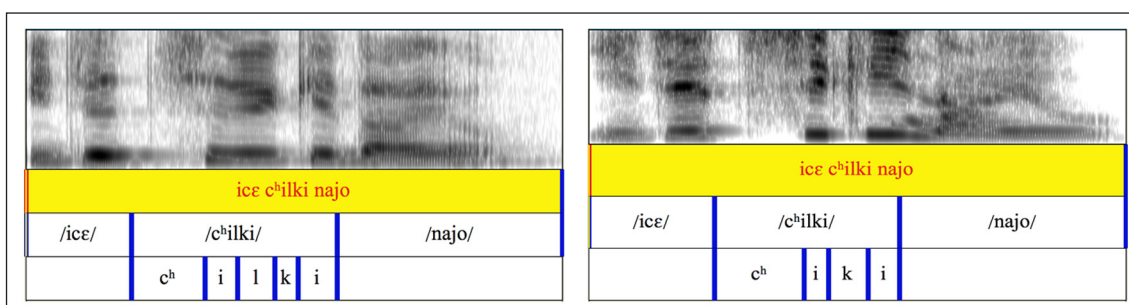 icɛ cʰilki najo
/icɛ/ /cʰilki/ /najo/
cʰ i l k i
icɛ cʰilki najo
/icɛ/ /cʰilki/ /najo/
cʰ i k i